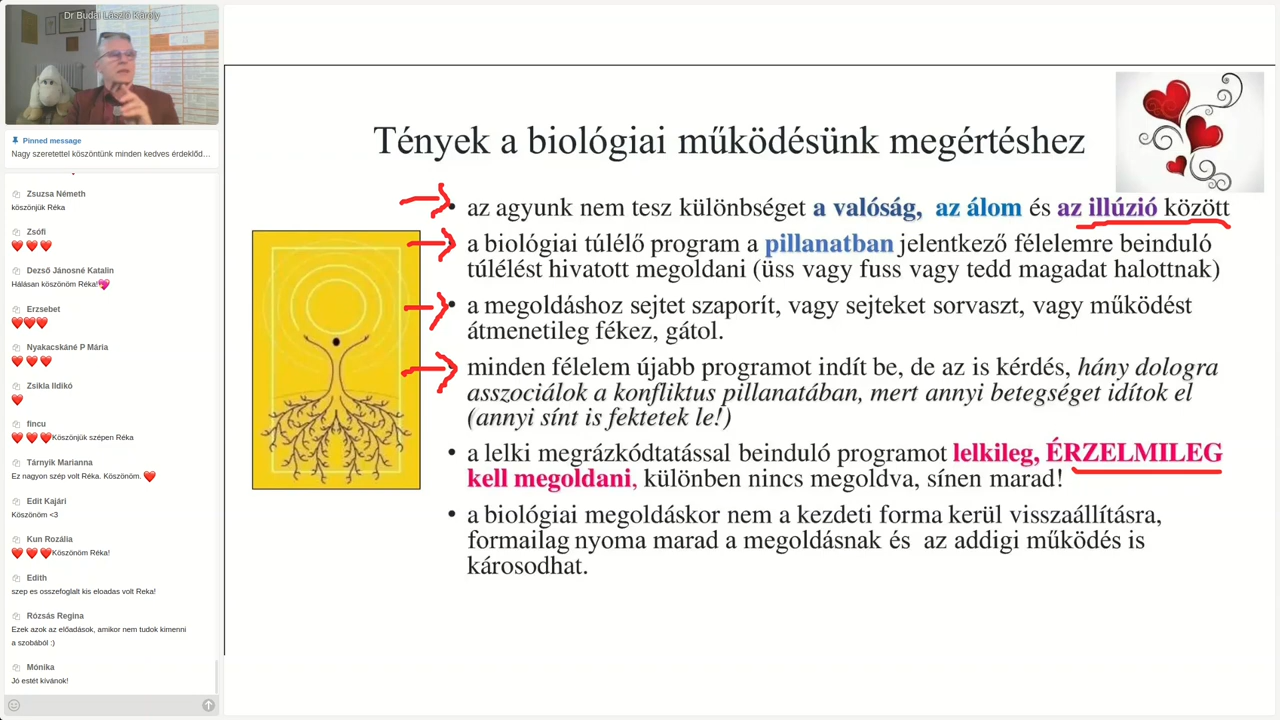 Dr Budai László Károly
Pinned message
Nagy szeretettel köszöntünk minden kedves érdeklőd…
Zsuzsa Németh
köszönjük Réka
Zsófi
Dezső Jánosné Katalin
Hálásan köszönöm Réka!
Erzsebet
Nyakacskáné P Mária
Zsikla Ildikó
fincu
Köszönjük szépen Réka
Tárnyik Marianna
Ez nagyon szép volt Réka. Köszönöm.
Edit Kajári
Köszönöm <3
Kun Rozália
Köszönöm Réka!
Edith
szep es osszefoglalt kis eloadas volt Reka!
Rózsás Regina
Ezek azok az előadások, amikor nem tudok kimenni
a szobából :)
Mónika
Jó estét kívánok!
Tények a biológiai működésünk megértéshez
• az agyunk nem tesz különbséget a valóság, az álom és az illúzió között
• a biológiai túlélő program a pillanatban jelentkező félelemre beinduló
túlélést hivatott megoldani (üss vagy fuss vagy tedd magadat halottnak)
• a megoldáshoz sejtet szaporít, vagy sejteket sorvaszt, vagy működést
átmenetileg fékez, gátol.
• minden félelem újabb programot indít be, de az is kérdés, hány dologra
asszociálok a konfliktus pillanatában, mert annyi betegséget idítok el
(annyi sínt is fektetek le!)
• a lelki megrázkódtatással beinduló programot lelkileg, ÉRZELMILEG
kell megoldani, különben nincs megoldva, sínen marad!
• a biológiai megoldáskor nem a kezdeti forma kerül visszaállításra,
formailag nyoma marad a megoldásnak és az addigi működés is
károsodhat.